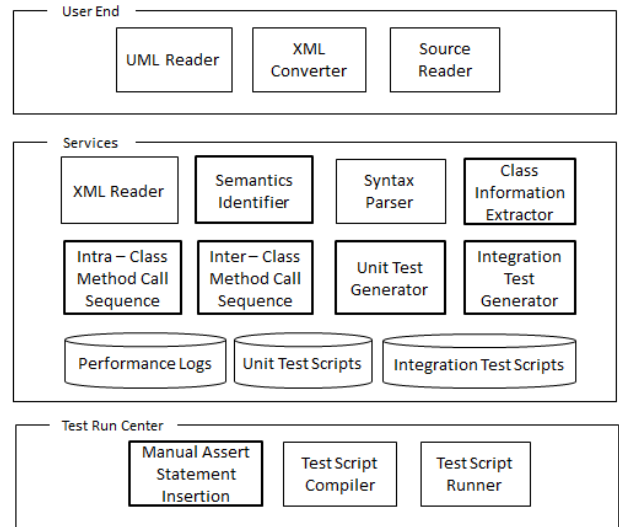 User End
UML Reader
XML
Converter
Source
Reader
Services
XML Reader
Semantics
Identifier
Syntax
Parser
Class
Information
Extractor
Intra – Class
Method Call
Sequence
Inter – Class
Method Call
Sequence
Unit Test
Generator
Integration
Test
Generator
Performance Logs
Unit Test Scripts
Integration Test Scripts
Test Run Center
Manual Assert
Statement
Insertion
Test Script
Compiler
Test Script
Runner